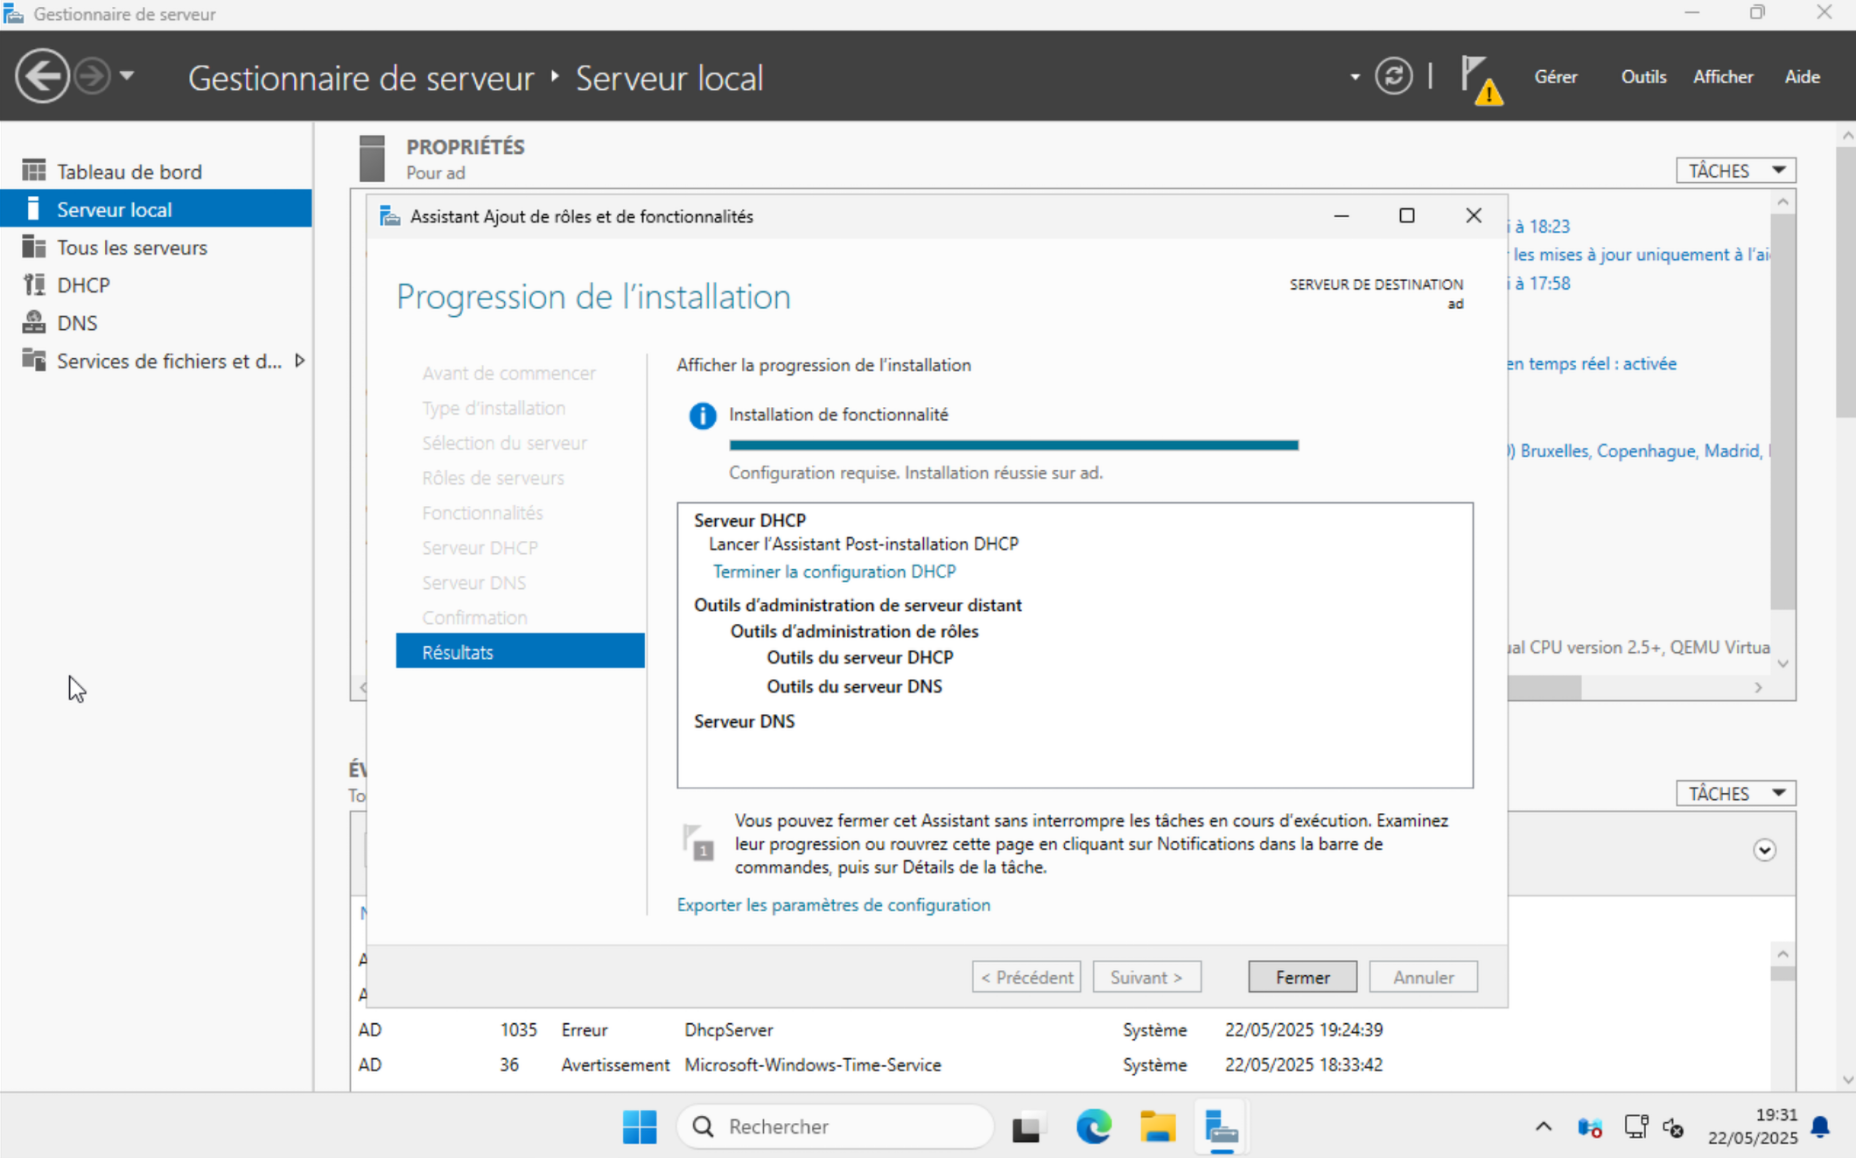 Gestionnaire de serveur
Gestionnaire de serveur ‣ Serveur local
Gérer Outils Afficher Aide
Tableau de bord
Serveur local
Tous les serveurs
DHCP
DNS
Services de fichiers et d...
PROPRIÉTÉS
Pour ad
TÂCHES
à 18:23
les mises à jour uniquement à l'ai
à 17:58
en temps réel : activée
Bruxelles, Copenhague, Madrid,
CPU version 2.5+, QEMU Virtua
Assistant Ajout de rôles et de fonctionnalités
Progression de l'installation
SERVEUR DE DESTINATION
ad
Avant de commencer
Type d'installation
Sélection du serveur
Rôles de serveurs
Fonctionnalités
Serveur DHCP
Serveur DNS
Confirmation
Résultats
Afficher la progression de l'installation
Installation de fonctionnalité
Configuration requise. Installation réussie sur ad.
Serveur DHCP
Lancer l'Assistant Post-installation DHCP
Terminer la configuration DHCP
Outils d'administration de serveur distant
Outils d'administration de rôles
Outils du serveur DHCP
Outils du serveur DNS
Serveur DNS
1
Vous pouvez fermer cet Assistant sans interrompre les tâches en cours d'exécution. Examinez
leur progression ou rouvrez cette page en cliquant sur Notifications dans la barre de
commandes, puis sur Détails de la tâche.
Exporter les paramètres de configuration
< Précédent Suivant > Fermer Annuler
TÂCHES
AD 1035 Erreur DhcpServer Système 22/05/2025 19:24:39
AD 36 Avertissement Microsoft-Windows-Time-Service Système 22/05/2025 18:33:42
Rechercher
19:31
22/05/2025